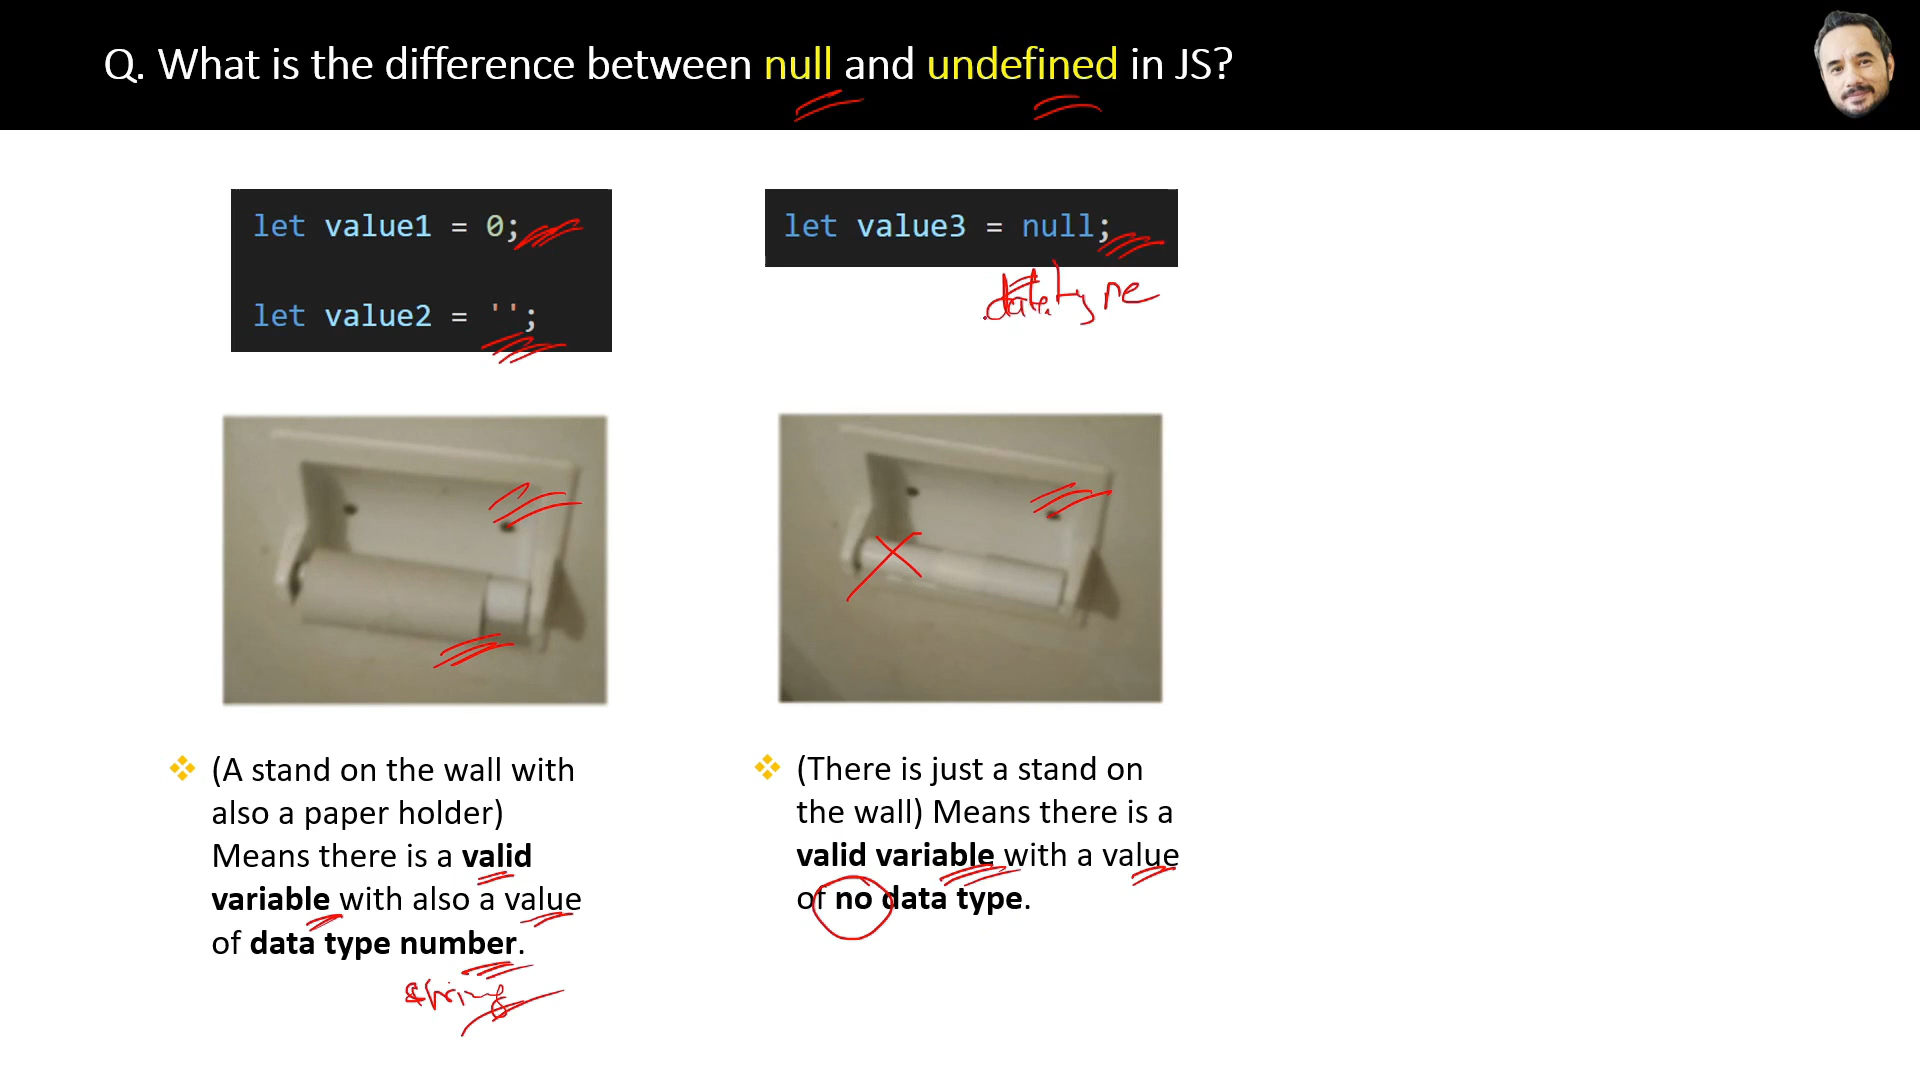 Q. What is the difference between null and undefined in JS?
let value1 = 0;
let value2 = '';
let value3 = null;
datatype
(A stand on the wall with
also a paper holder)
Means there is a valid
variable with also a value
of data type number.
string
(There is just a stand on
the wall) Means there is a
valid variable with a value
of no data type.